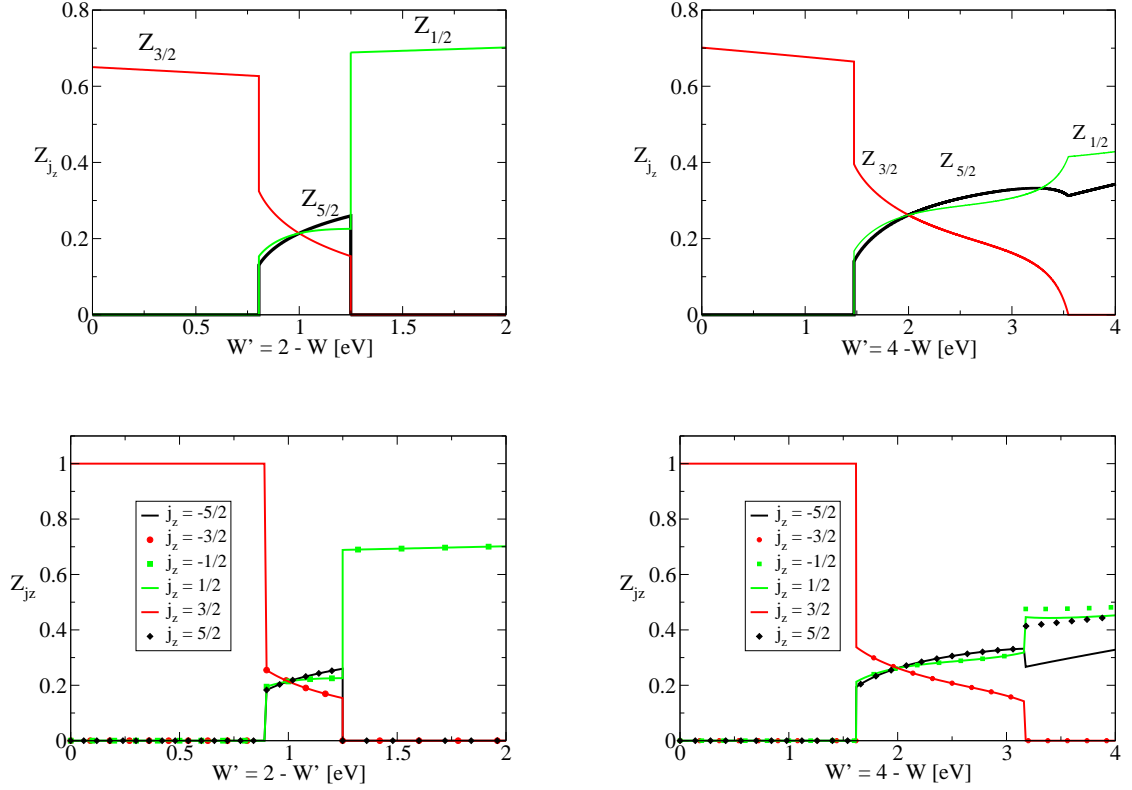 Z3/2
Z1/2
Z5/2
Zjz
0.8
0.6
0.4
0.2
0
0 0.5 1 1.5 2
W' = 2 - W [eV]
Z3/2
Z5/2
Z1/2
Zjz
0.8
0.6
0.4
0.2
0
0 1 2 3 4
W' = 4 -W [eV]
Zjz
1
0.8
0.6
0.4
0.2
0
jz = -5/2
jz = -3/2
jz = -1/2
jz = 1/2
jz = 3/2
jz = 5/2
0 0.5 1 1.5 2
W' = 2 - W' [eV]
Zjz
1
0.8
0.6
0.4
0.2
0
jz = -5/2
jz = -3/2
jz = -1/2
jz = 1/2
jz = 3/2
jz = 5/2
0 1 2 3 4
W' = 4 - W [eV]